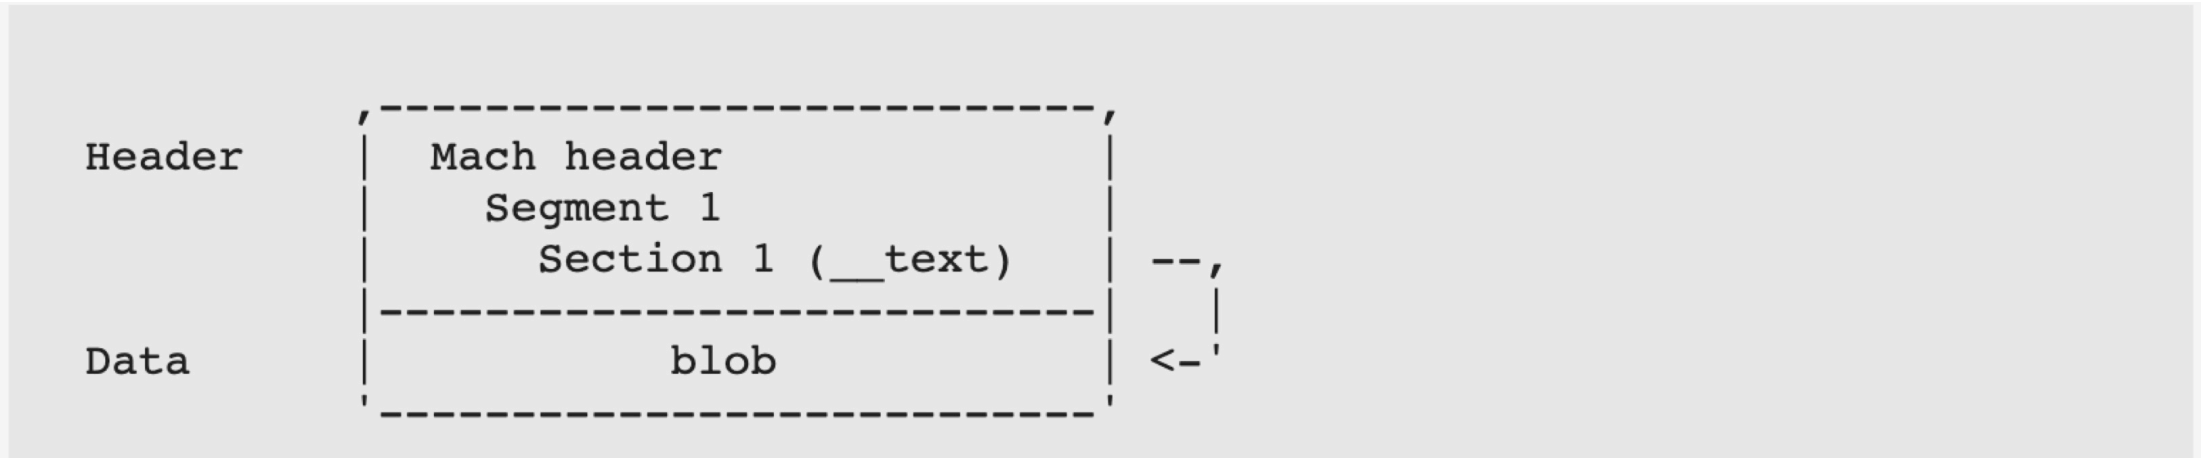 ,---------------------------,
   Header     |  Mach header              |
              |    Segment 1              |
              |      Section 1 (__text)   | --,
              |---------------------------|   |
   Data       |           blob            | <-'
              '---------------------------'